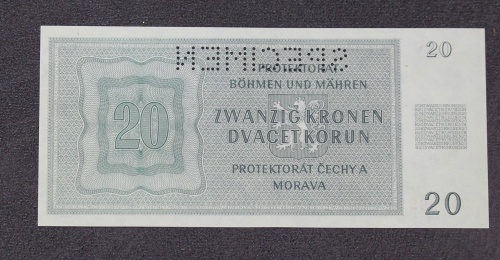 SPECIMEN
20
PROTEKTORAT
BÖHMEN UND MÄHREN
20
ZWANZIG KRONEN
DVACET KORUN
PROTEKTORÁT ČECHY A
MORAVA
20